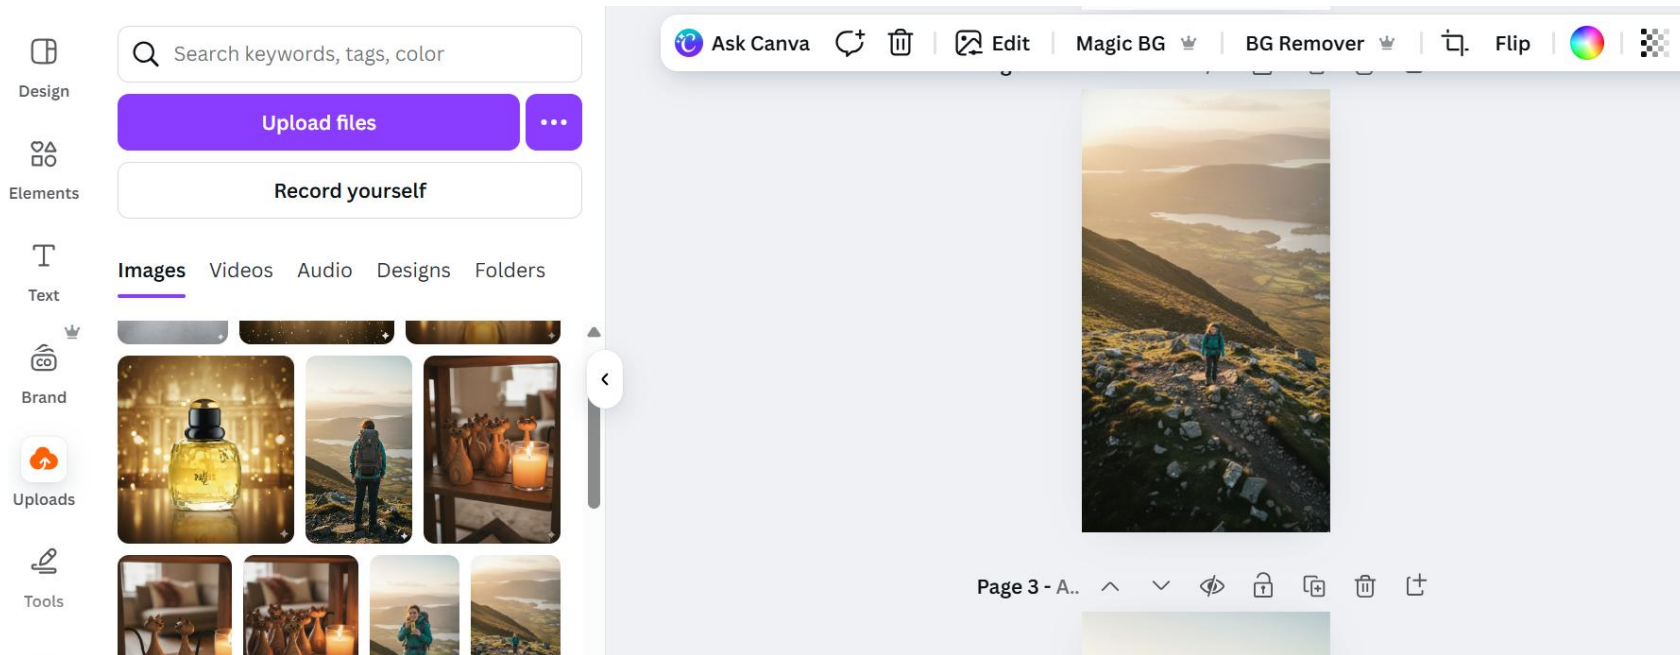 Design
Elements
Text
Brand
Uploads
Tools
Search keywords, tags, color
Upload files
Record yourself
Images Videos Audio Designs Folders
Ask Canva
Edit
Magic BG
BG Remover
Flip
Page 3 - A..